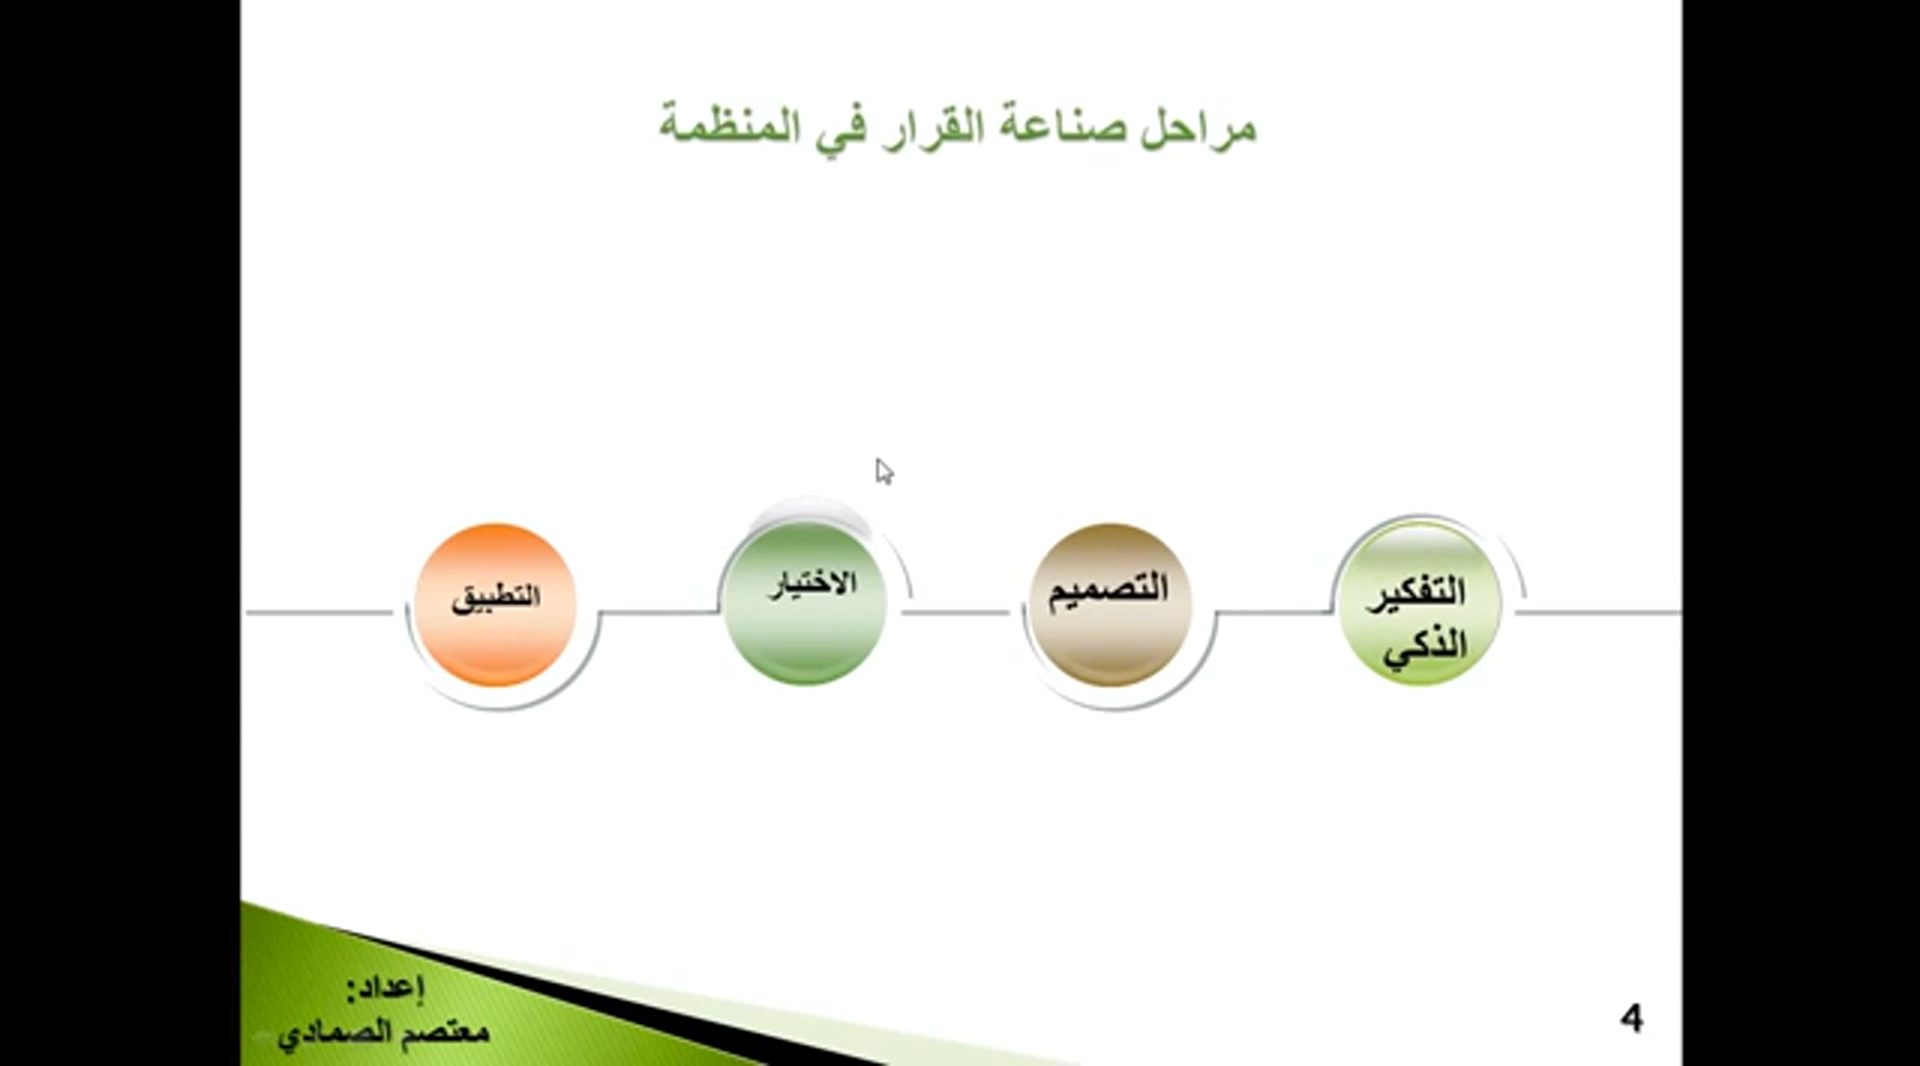 مراحل صناعة القرار في المنظمة
التفكير
الذكي
التصميم
الاختيار
التطبيق
إعداد:
معتصم الصمادي
4